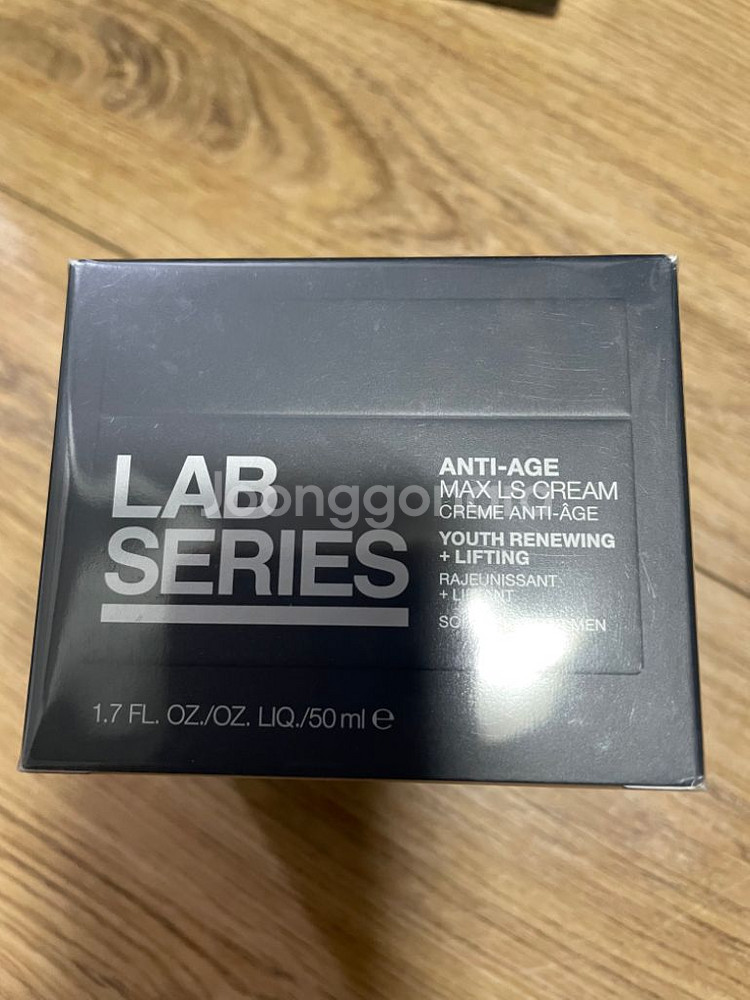 LAB
SERIES
ANTI-AGE
MAX LS CREAM
CRÈME ANTI-ÂGE
YOUTH RENEWING
+ LIFTING
RAJEUNISSANT
MEN
1.7 FL. OZ./OZ. LIQ./50 ml ℮